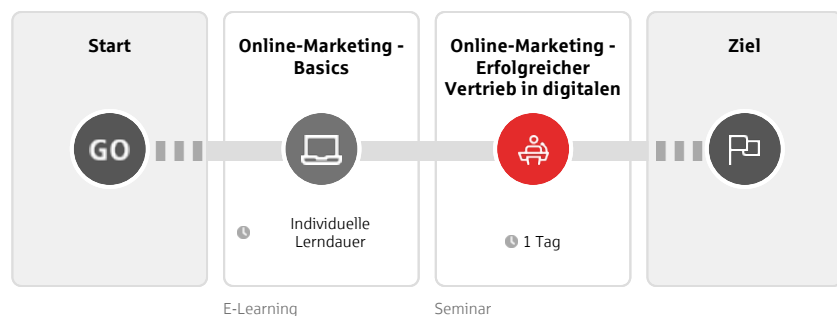 Start
Online-Marketing -
Basics
Online-Marketing -
Erfolgreicher
Vertrieb in digitalen
Ziel
GO
Individuelle
Lerndauer
1 Tag
E-Learning
Seminar